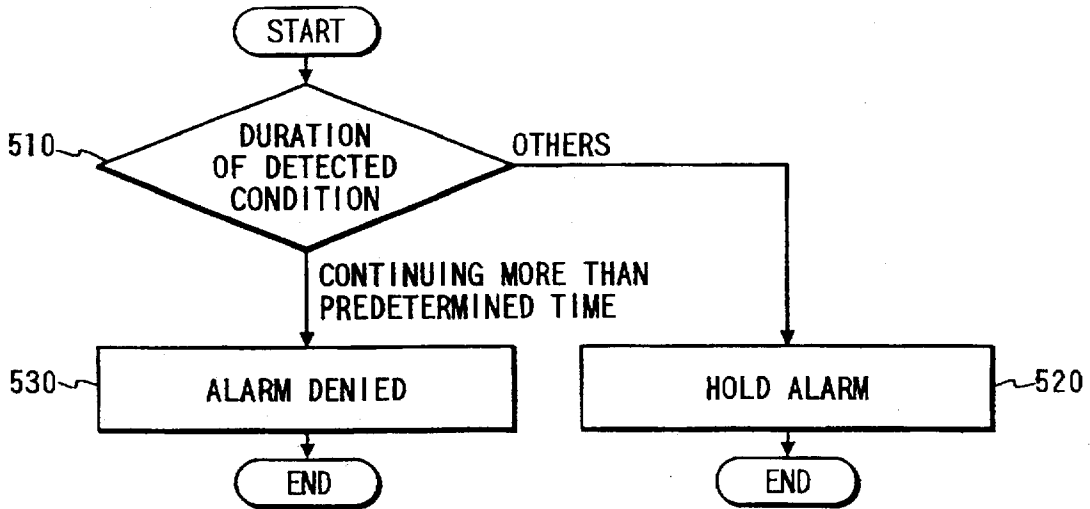 START
510
DURATION
OF DETECTED
CONDITION
OTHERS
CONTINUING MORE THAN
PREDETERMINED TIME
530
ALARM DENIED
HOLD ALARM
520
END
END